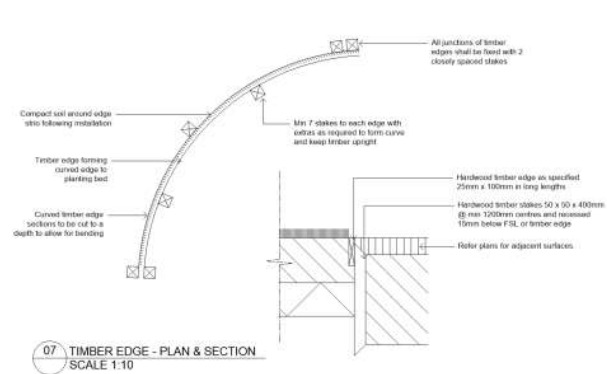 All junctions of timber
edges shall be fixed with 2
closely spaced stakes
Compact soil around edge
strip following installation
Min 7 stakes to each edge with
extras as required to form curve
and keep timber upright
Timber edge forming
curved edge to
planting bed
Hardwood timber edge as specified
25mm x 100mm in long lengths
Hardwood timber stakes 50 x 50 x 400mm
@ min 1200mm centres and recessed
15mm below FSL or timber edge
Curved timber edge
sections to be cut to a
depth to allow for bending
Refer plans for adjacent surfaces.
07 TIMBER EDGE - PLAN & SECTION
SCALE 1:10